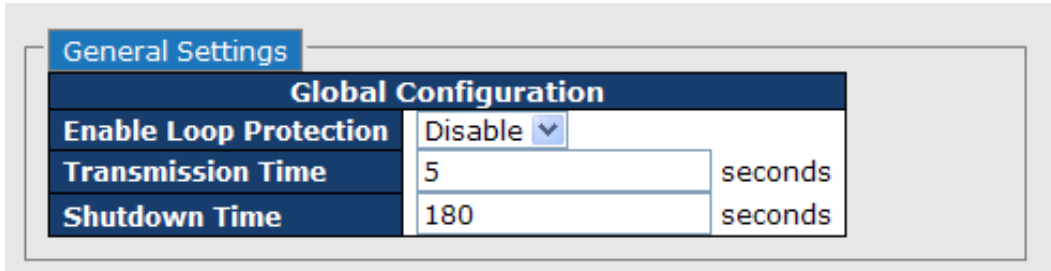 General Settings
Global Configuration
Enable Loop Protection Disable
Transmission Time 5 seconds
Shutdown Time 180 seconds